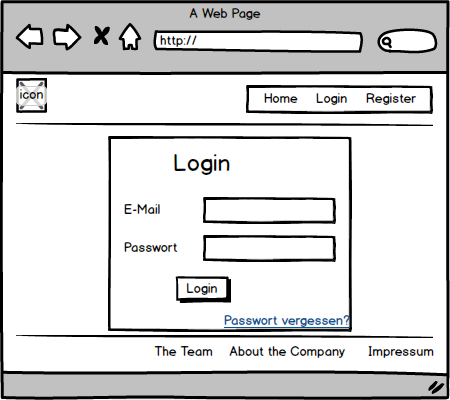 A Web Page
http://
icon
Home Login Register
Login
E-Mail
Passwort
Login
Passwort vergessen?
The Team About the Company Impressum